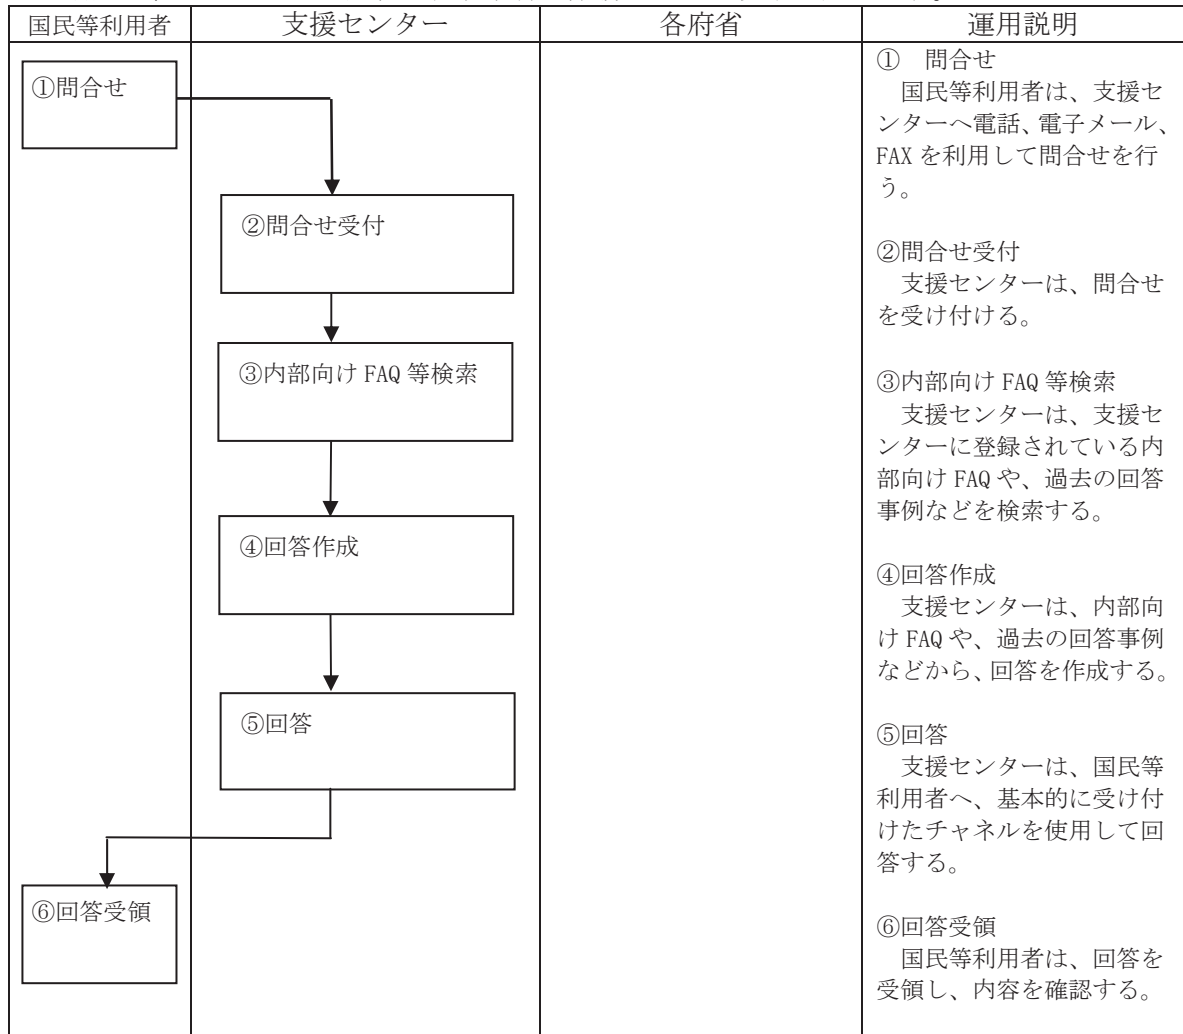 国民等利用者
支援センター
各府省
運用説明
①問合せ
②問合せ受付
③内部向け FAQ 等検索
④回答作成
⑤回答
⑥回答受領
① 問合せ
国民等利用者は、支援セ
ンターへ電話、電子メール、
FAX を利用して問合せを行
う。
②問合せ受付
支援センターは、問合せ
を受け付ける。
③内部向け FAQ 等検索
支援センターは、支援セ
ンターに登録されている内
部向け FAQ や、過去の回答
事例などを検索する。
④回答作成
支援センターは、内部向
け FAQ や、過去の回答事例
などから、回答を作成する。
⑤回答
支援センターは、国民等
利用者へ、基本的に受け付
けたチャネルを使用して回
答する。
⑥回答受領
国民等利用者は、回答を
受領し、内容を確認する。